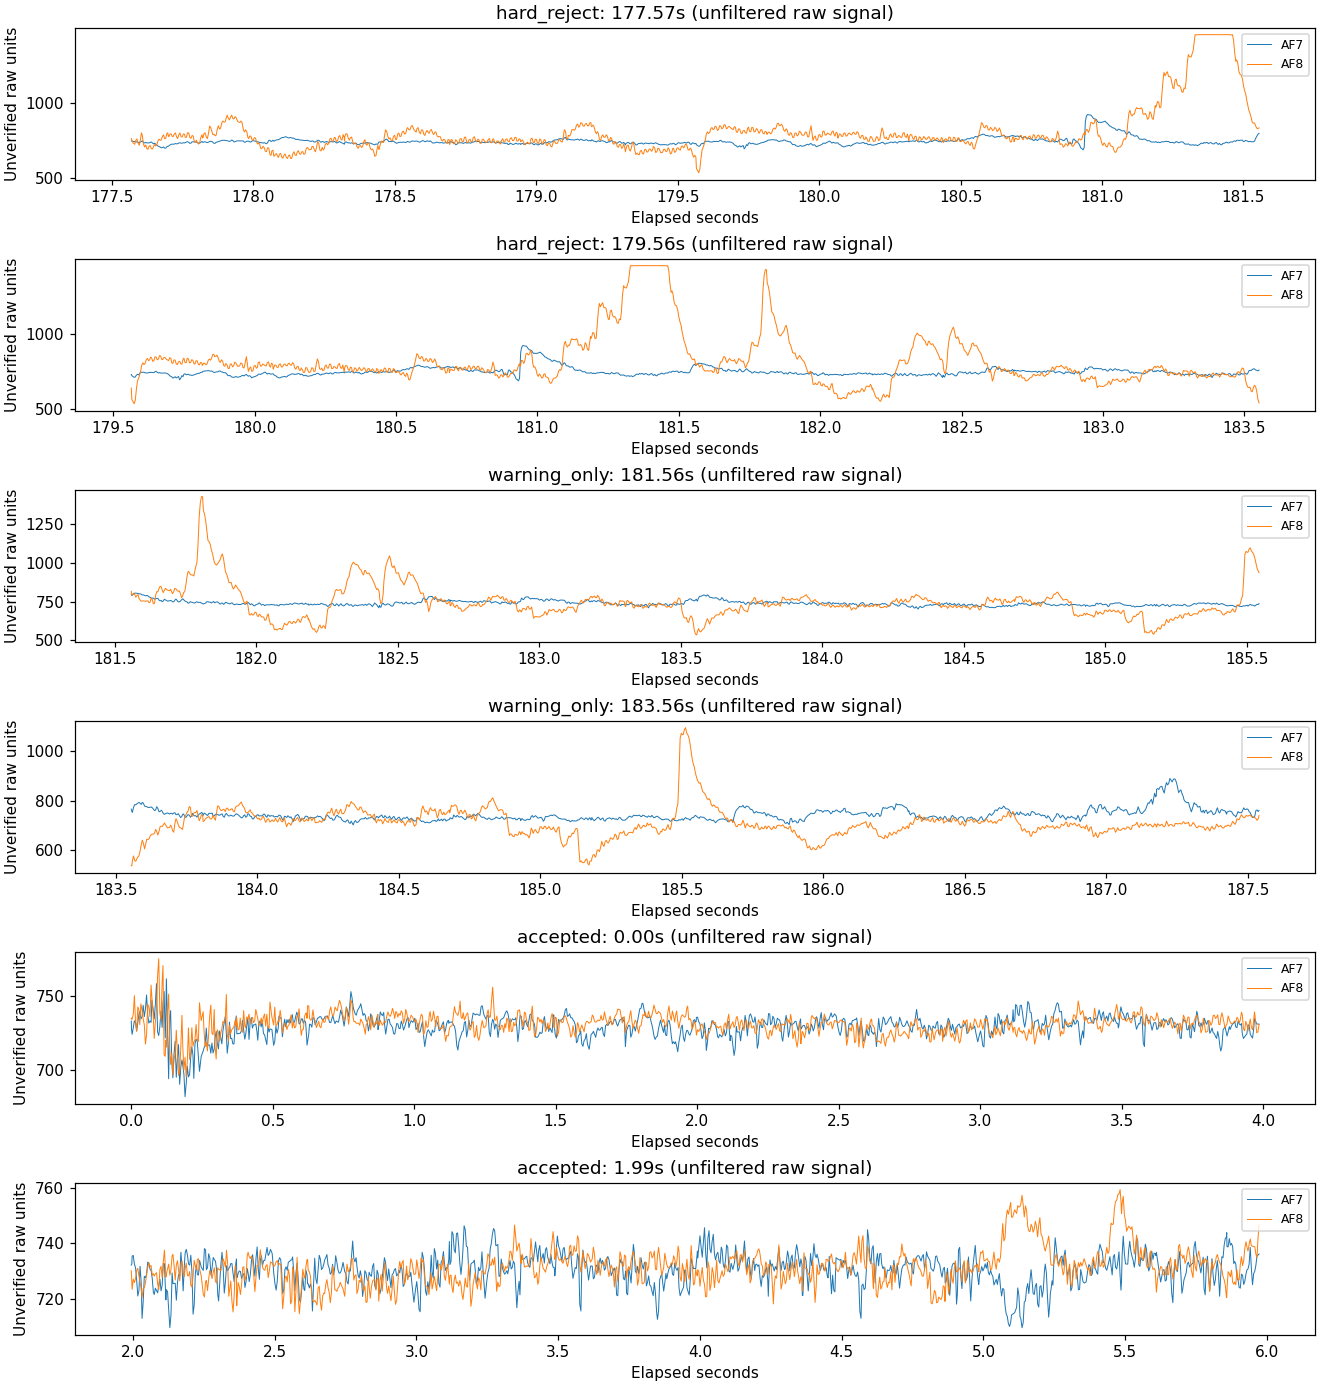 hard_reject: 177.57s (unfiltered raw signal)
Unverified raw units
1000
500
AF7
AF8
177.5 178.0 178.5 179.0 179.5 180.0 180.5 181.0 181.5
Elapsed seconds
hard_reject: 179.56s (unfiltered raw signal)
Unverified raw units
1000
500
AF7
AF8
179.5 180.0 180.5 181.0 181.5 182.0 182.5 183.0 183.5
Elapsed seconds
warning_only: 181.56s (unfiltered raw signal)
Unverified raw units
1250
1000
750
500
AF7
AF8
181.5 182.0 182.5 183.0 183.5 184.0 184.5 185.0 185.5
Elapsed seconds
warning_only: 183.56s (unfiltered raw signal)
Unverified raw units
1000
800
600
AF7
AF8
183.5 184.0 184.5 185.0 185.5 186.0 186.5 187.0 187.5
Elapsed seconds
accepted: 0.00s (unfiltered raw signal)
Unverified raw units
750
700
AF7
AF8
0.0 0.5 1.0 1.5 2.0 2.5 3.0 3.5 4.0
Elapsed seconds
accepted: 1.99s (unfiltered raw signal)
Unverified raw units
760
740
720
AF7
AF8
2.0 2.5 3.0 3.5 4.0 4.5 5.0 5.5 6.0
Elapsed seconds